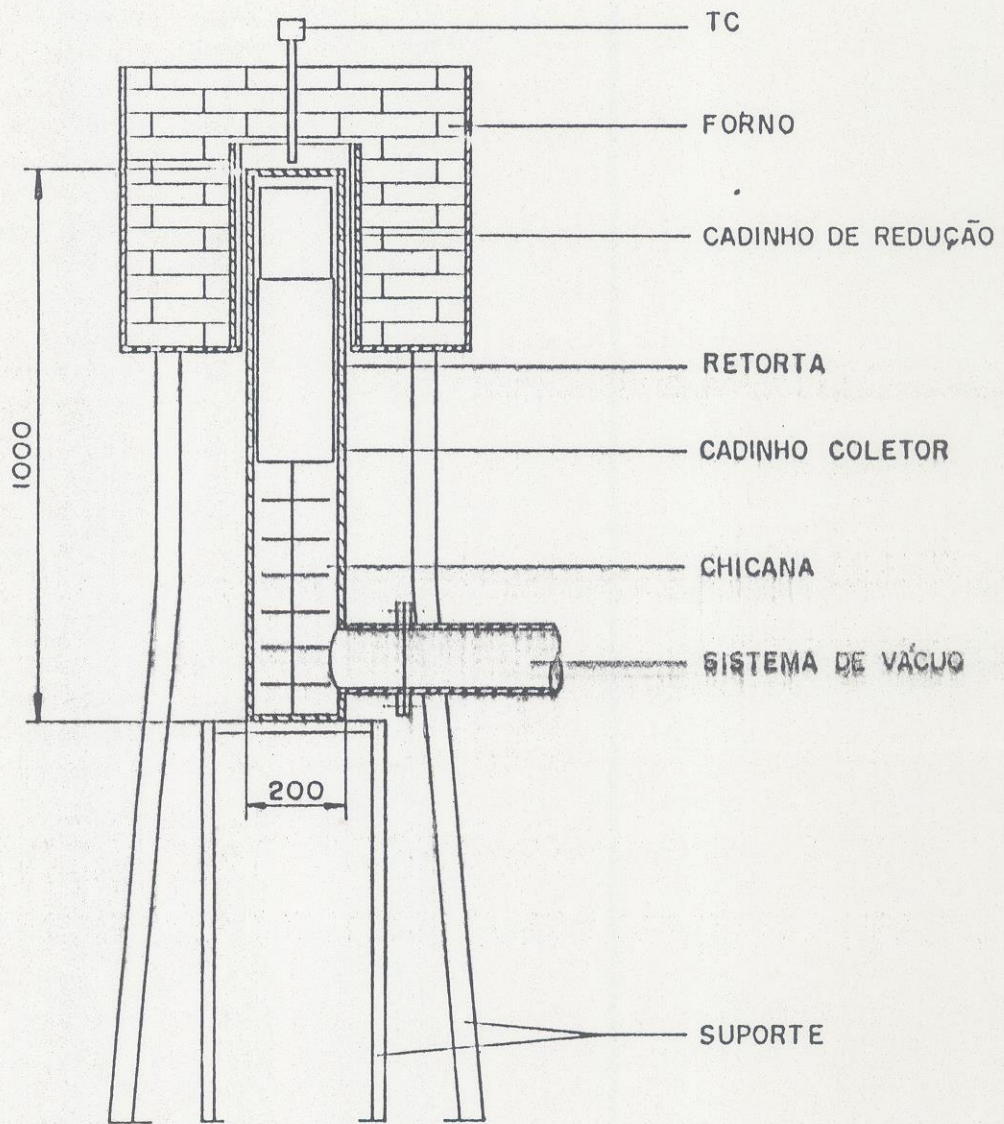 TC
FORNO
CADINHO DE REDUÇÃO
RETORTA
CADINHO COLETOR
CHICANA
SISTEMA DE VÁCUO
SUPORTE
1000
200